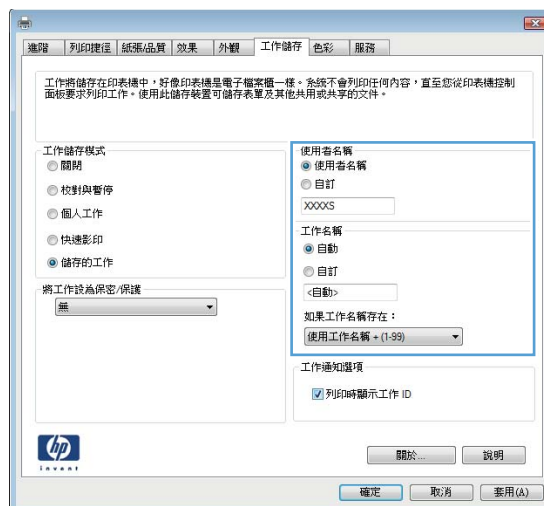 進階 列印捷徑 紙張/品質 效果 外觀 工作儲存 色彩 服務
工作將儲存在印表機中，好像印表機是電子檔案櫃一樣。系統不會列印任何內容，直至您從印表機控制
面板要求列印工作。使用此儲存裝置可儲存表單及其他共用或共享的文件。
工作儲存模式
關閉
校對與暫停
個人工作
快速影印
儲存的工作
將工作設為保密/保護
無
使用者名稱
使用者名稱
自訂
XXXXS
工作名稱
自動
自訂
<自動>
如果工作名稱存在：
使用工作名稱 + (1-99)
工作通知選項
列印時顯示工作 ID
hp
invent
關於... 說明
確定 取消 套用(A)